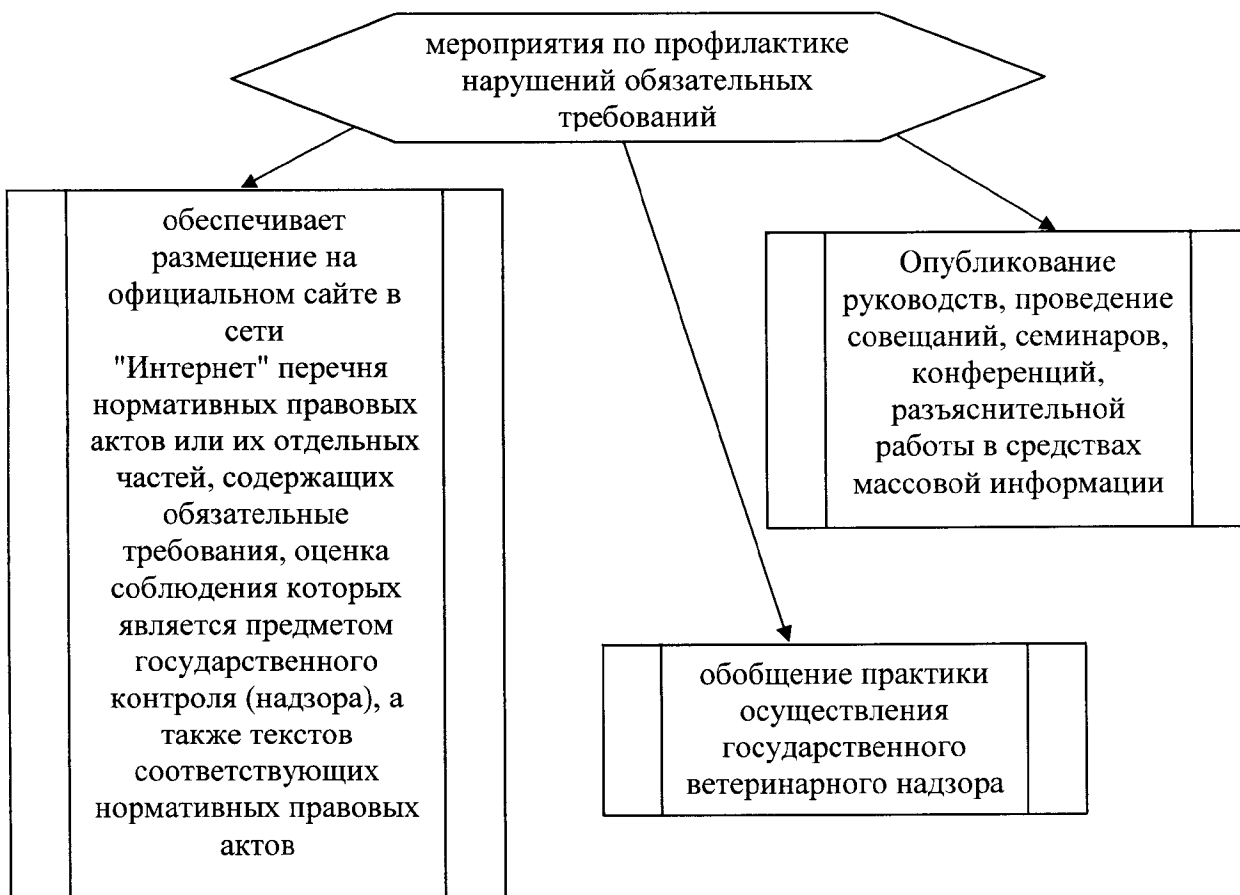 мероприятия по профилактике
нарушений обязательных
требований
обеспечивает
размещение на
официальном сайте в
сети
"Интернет" перечня
нормативных правовых
актов или их отдельных
частей, содержащих
обязательные
требования, оценка
соблюдения которых
является предметом
государственного
контроля (надзора), а
также текстов
соответствующих
нормативных правовых
актов
Опубликование
руководств, проведение
совещаний, семинаров,
конференций,
разъяснительной
работы в средствах
массовой информации
обобщение практики
осуществления
государственного
ветеринарного надзора